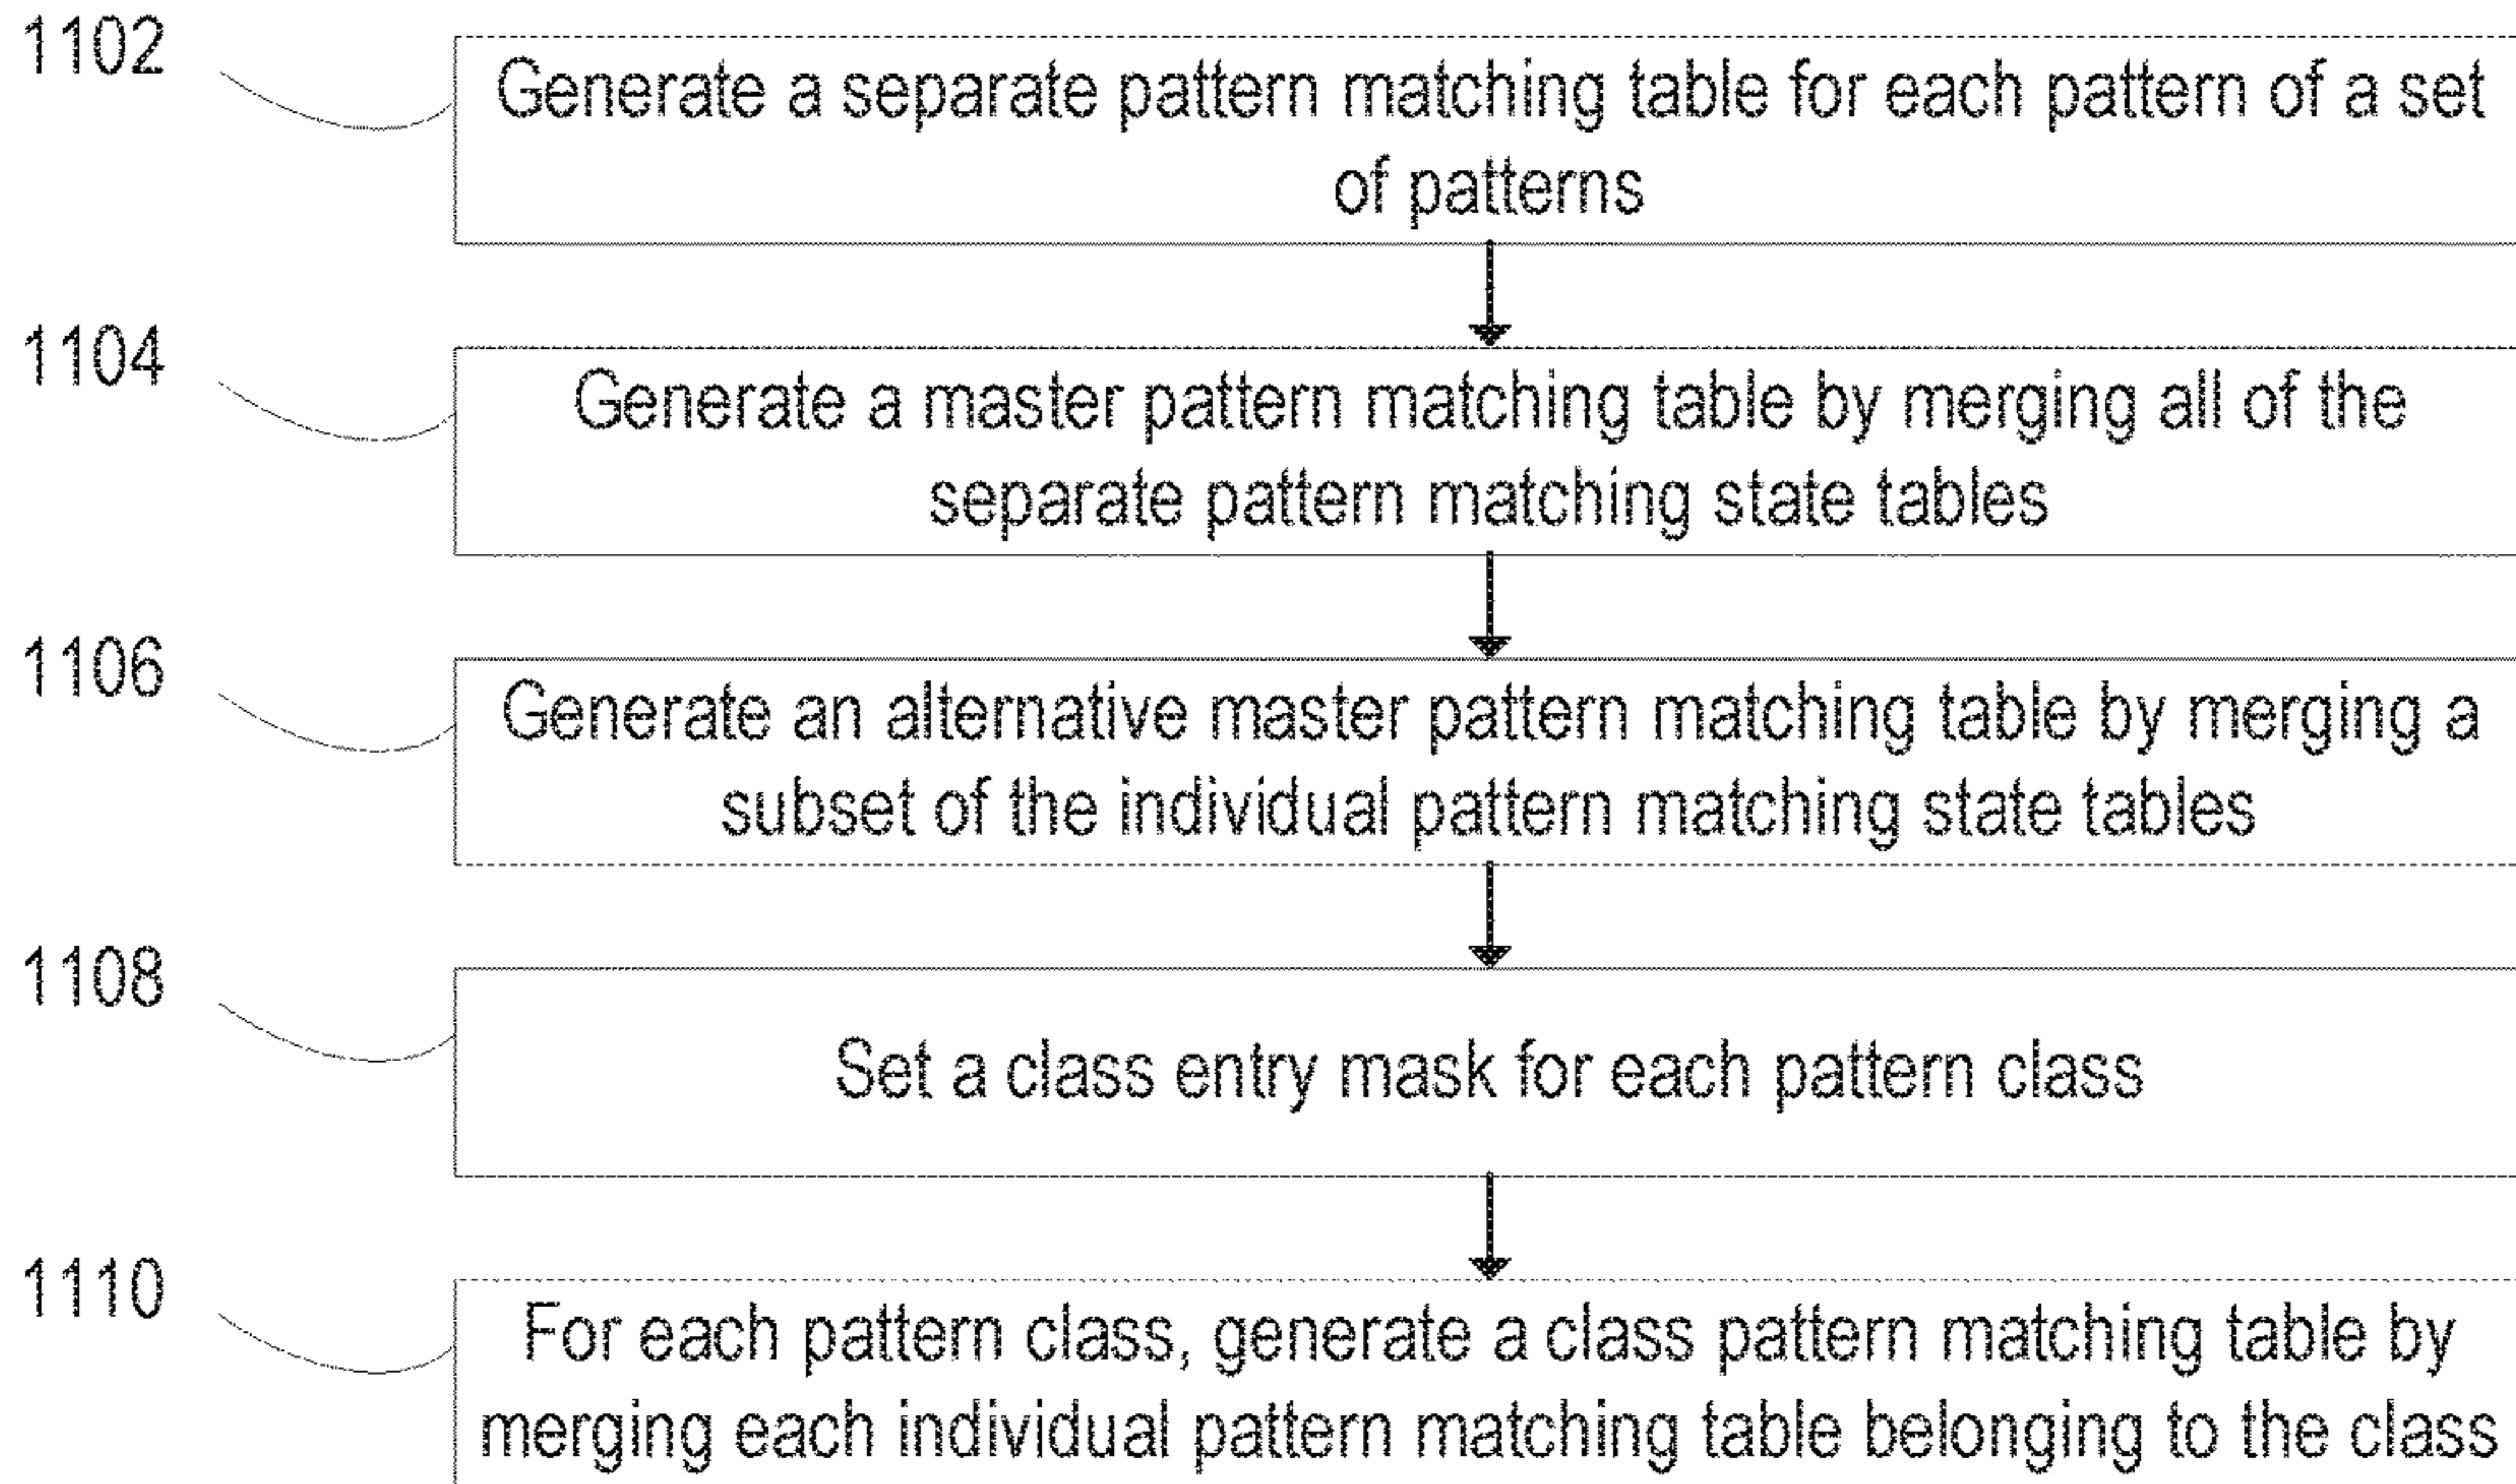 1102
Generate a separate pattern matching table for each pattern of a set
of patterns
1104
Generate a master pattern matching table by merging all of the
separate pattern matching state tables
1106
Generate an alternative master pattern matching table by merging a
subset of the individual pattern matching state tables
1108
Set a class entry mask for each pattern class
1110
For each pattern class, generate a class pattern matching table by
merging each individual pattern matching table belonging to the class